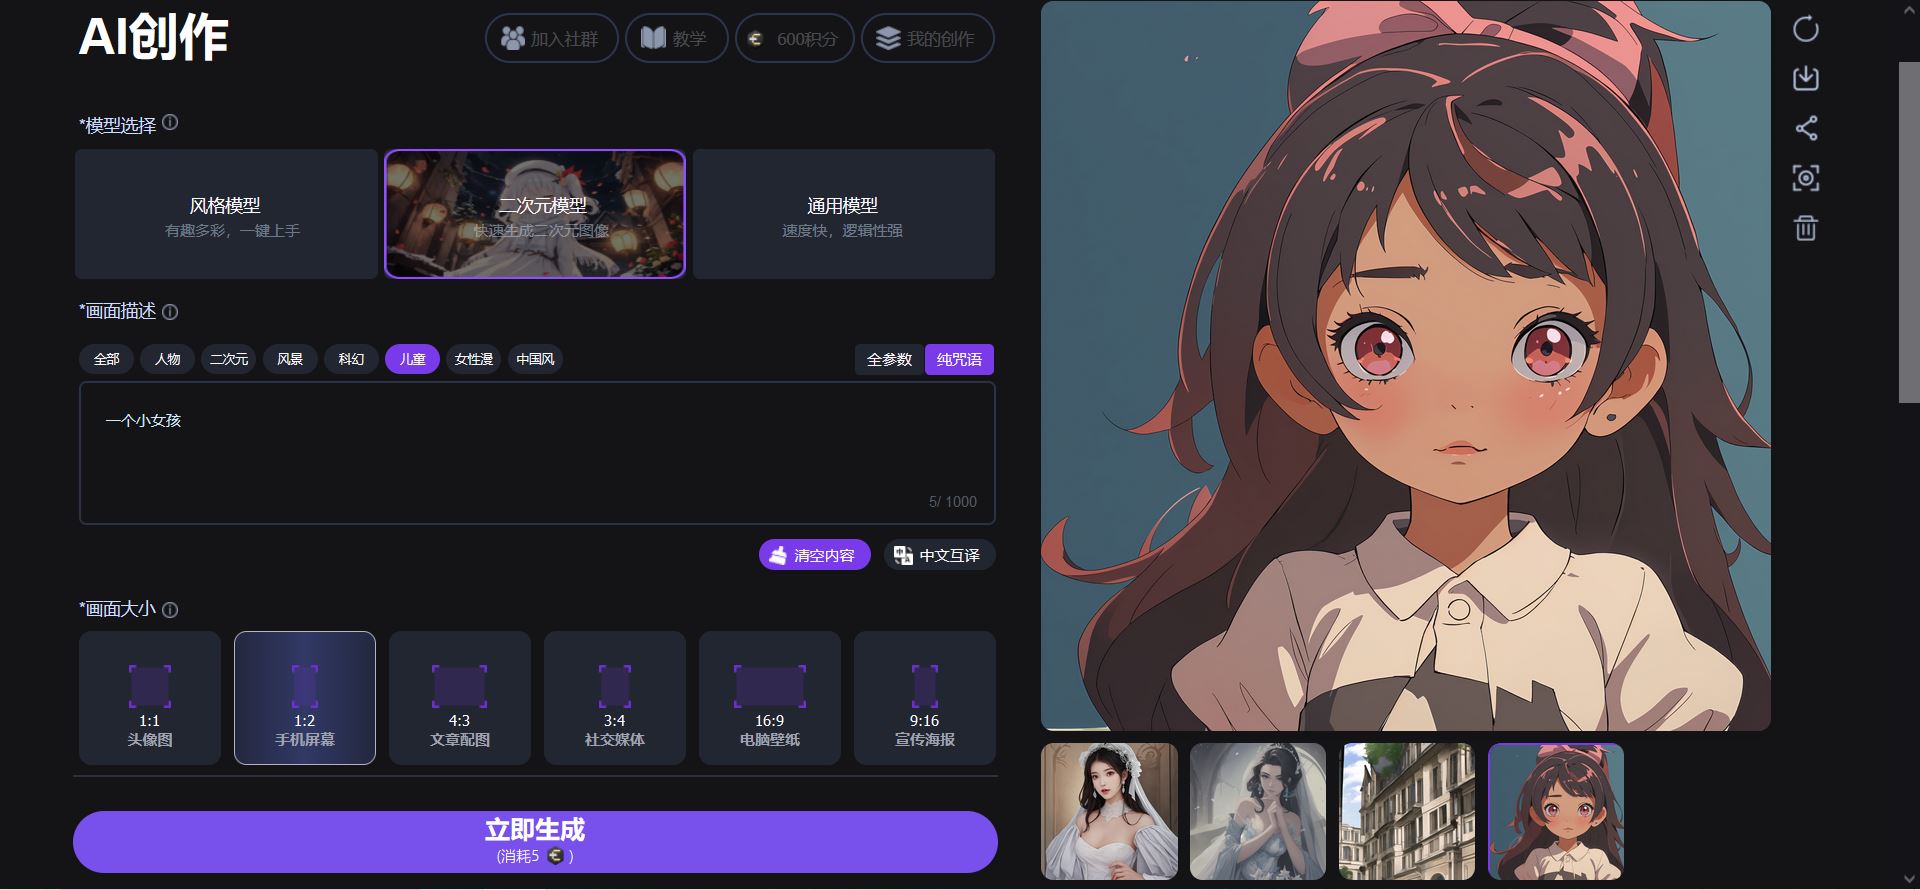 AI创作
加入社群
教学
600积分
我的创作
*模型选择
风格模型
有趣多彩，一键上手
二次元模型
快速生成二次元图像
通用模型
速度快，逻辑性强
*画面描述
全部
人物
二次元
风景
科幻
儿童
女性漫
中国风
全参数
纯咒语
一个小女孩
5/ 1000
清空内容
中文互译
*画面大小
1:1
头像图
1:2
手机屏幕
4:3
文章配图
3:4
社交媒体
16:9
电脑壁纸
9:16
宣传海报
立即生成
(消耗5 )